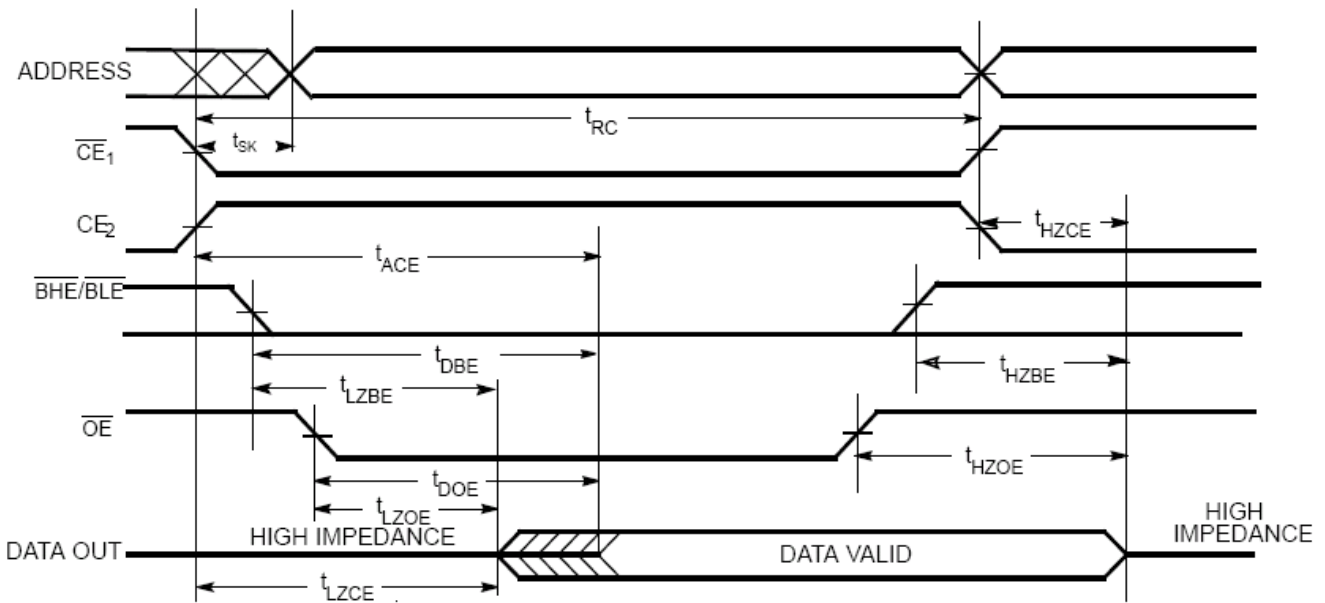 ADDRESS
tRC
CE1
tSK
CE2
tHZCE
tACE
BHE/BLE
tDBE
tHZBE
tLZBE
OE
tHZOE
tDOE
tLZOE
HIGH IMPEDANCE
HIGH IMPEDANCE
DATA OUT
DATA VALID
tLZCE